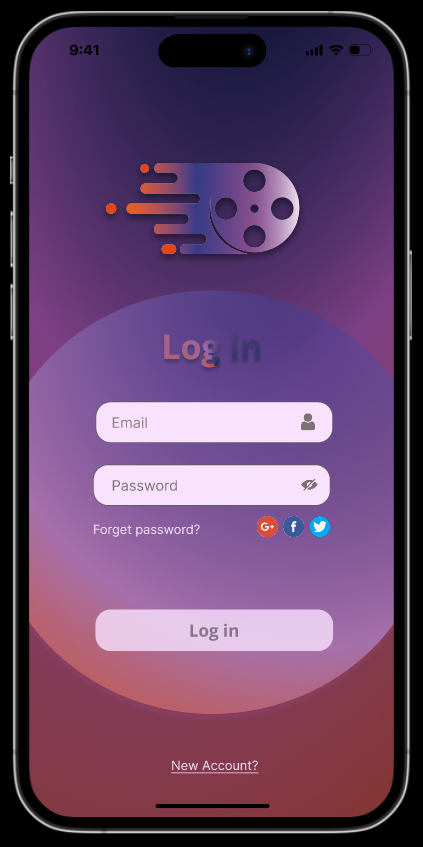 9:41
Log in
Email
Password
Forget password?
G+ f
Log in
New Account?